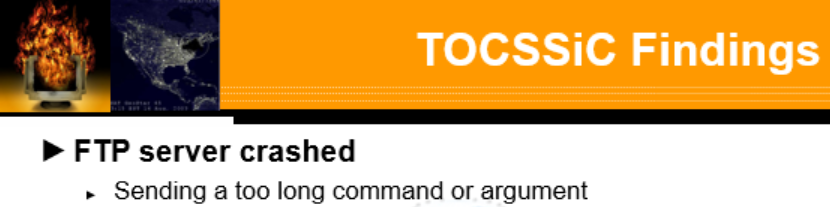 TOCSSiC Findings
FTP server crashed
Sending a too long command or argument